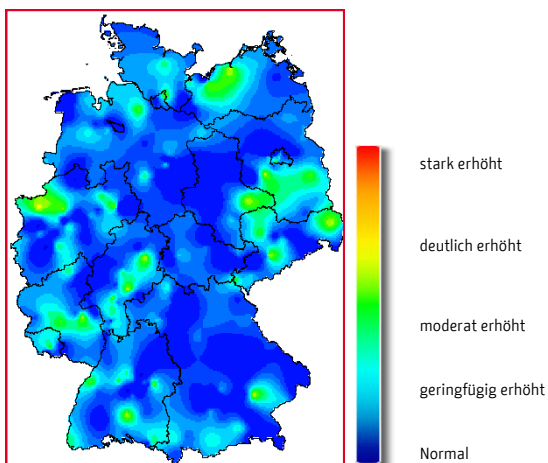 stark erhöht
deutlich erhöht
moderat erhöht
geringfügig erhöht
Normal